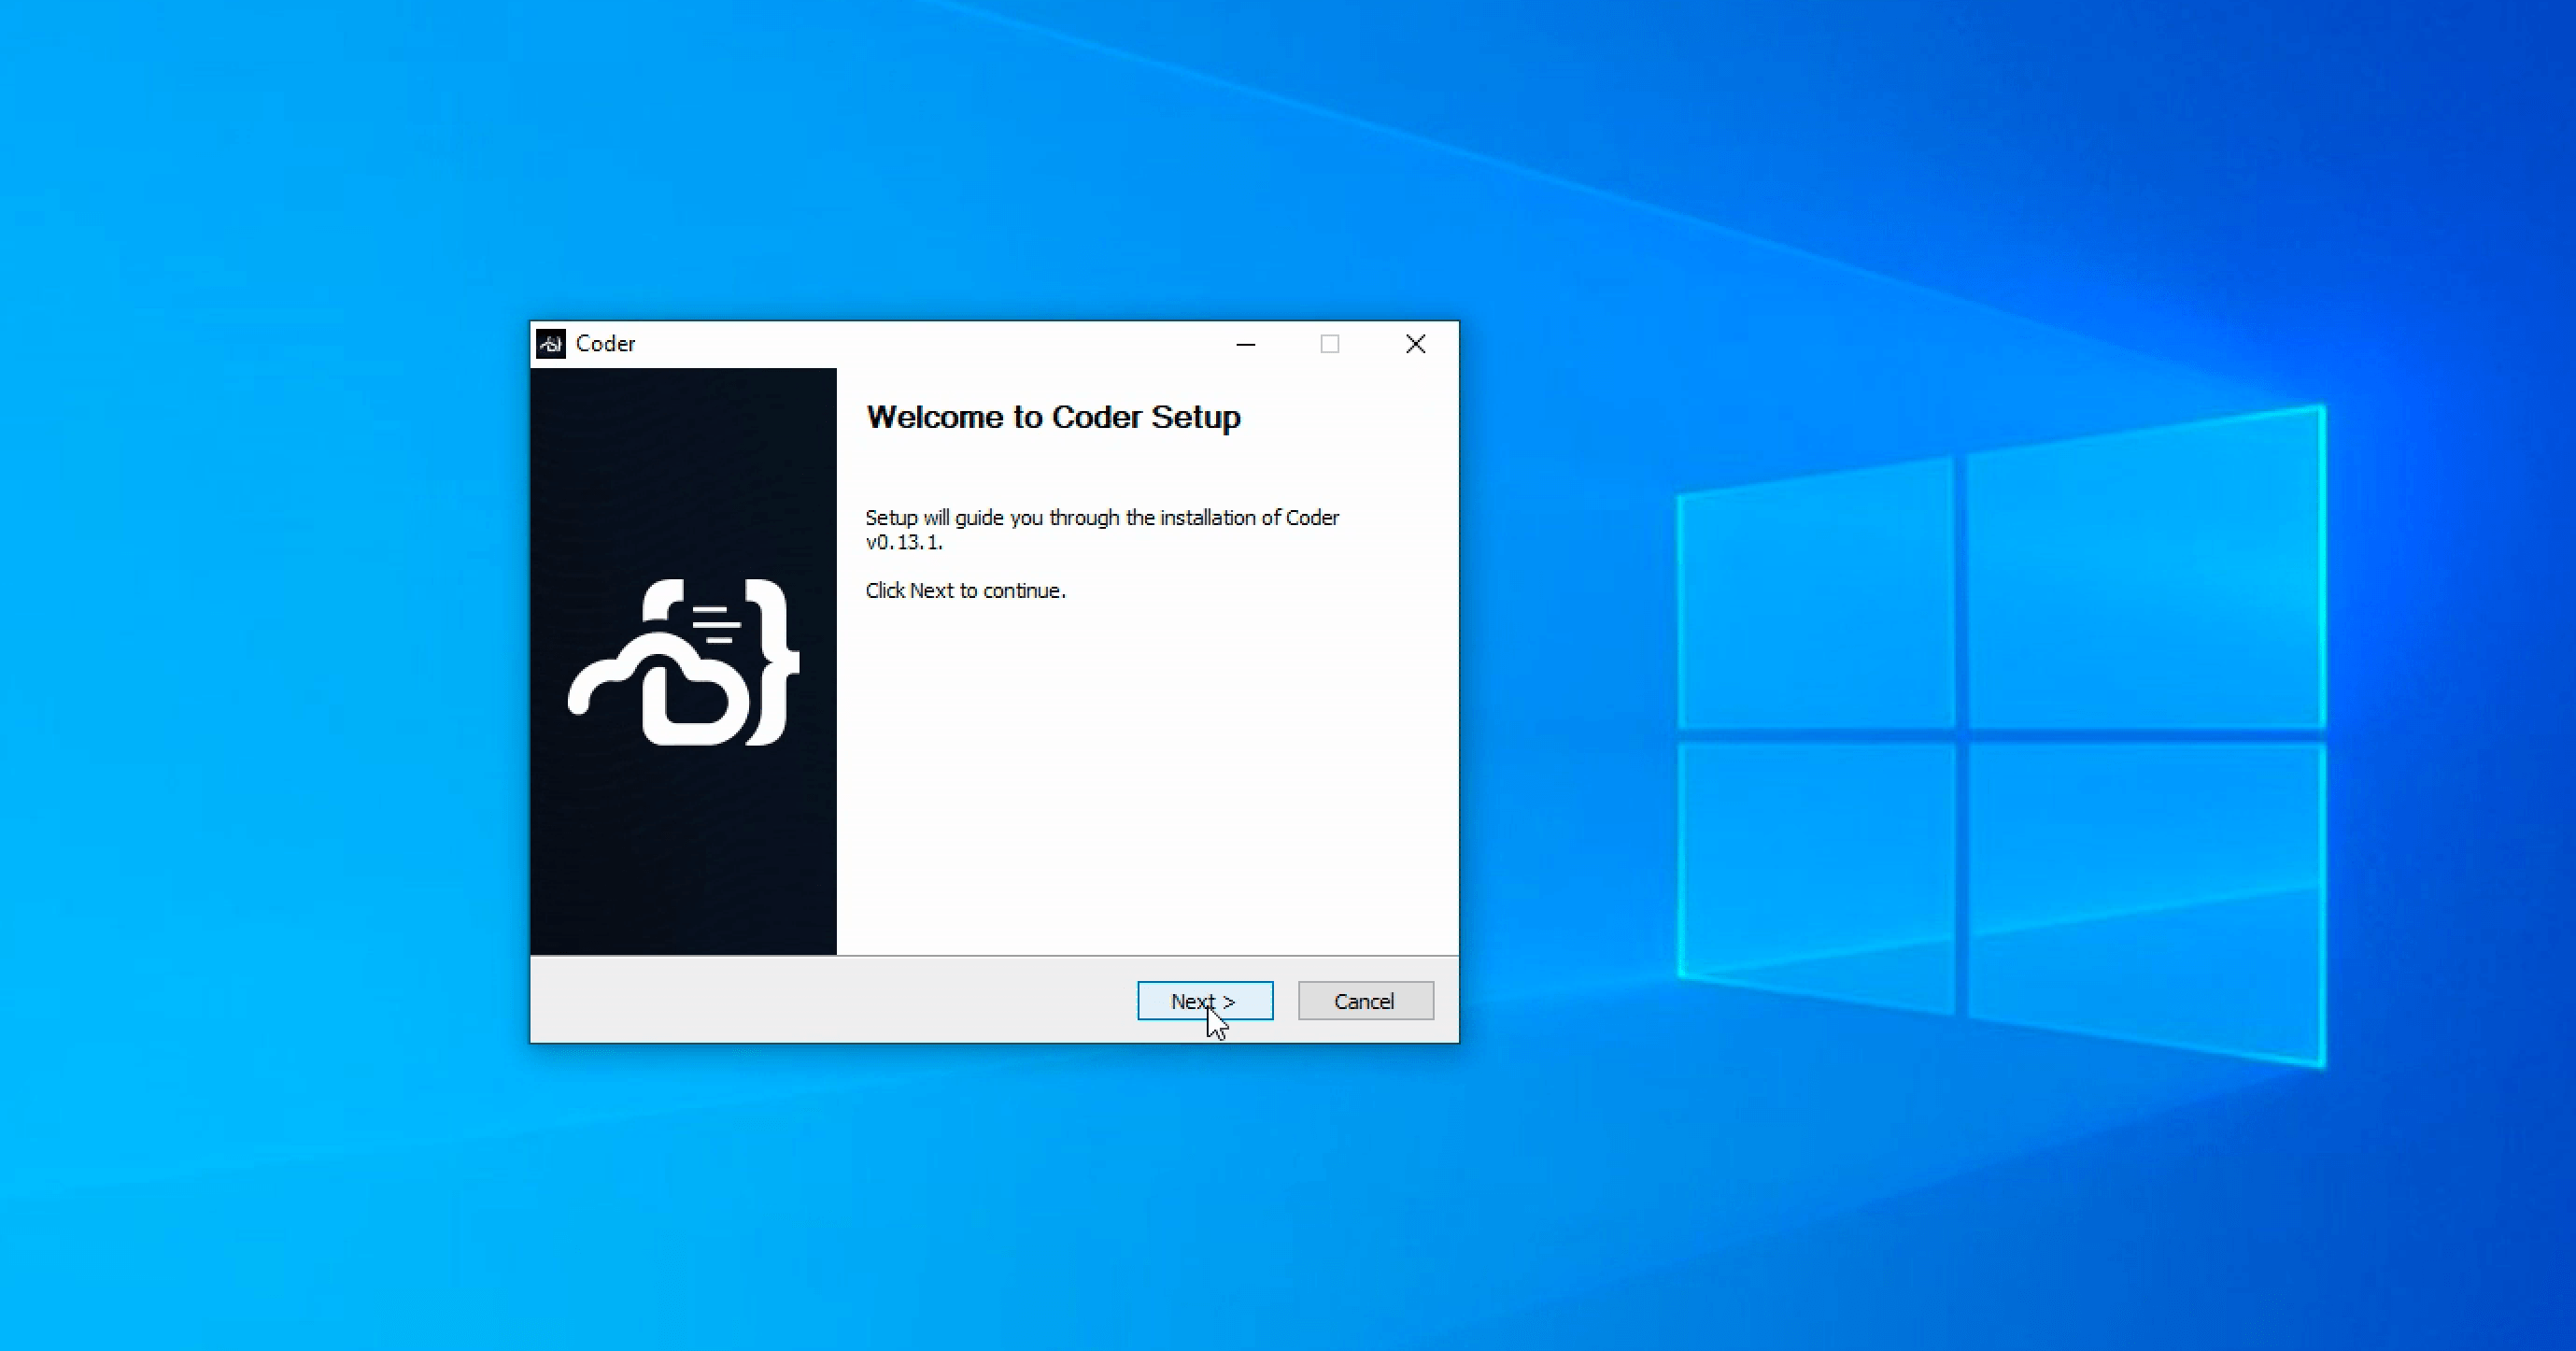 Coder
Welcome to Coder Setup
Setup will guide you through the installation of Coder
v0.13.1.
Click Next to continue.
Next >
Cancel